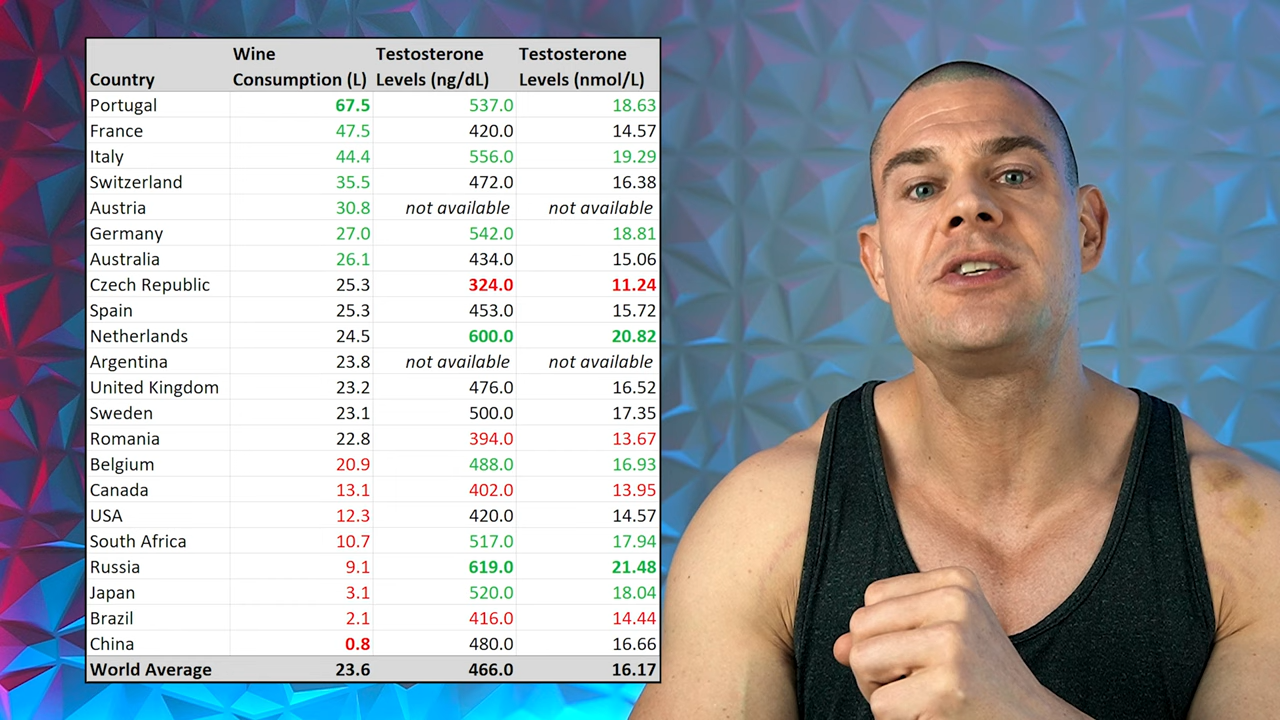 Country Wine Consumption (L) Testosterone Levels (ng/dL) Testosterone Levels (nmol/L)
Portugal 67.5 537.0 18.63
France 47.5 420.0 14.57
Italy 44.4 556.0 19.29
Switzerland 35.5 472.0 16.38
Austria 30.8 not available not available
Germany 27.0 542.0 18.81
Australia 26.1 434.0 15.06
Czech Republic 25.3 324.0 11.24
Spain 25.3 453.0 15.72
Netherlands 24.5 600.0 20.82
Argentina 23.8 not available not available
United Kingdom 23.2 476.0 16.52
Sweden 23.1 500.0 17.35
Romania 22.8 394.0 13.67
Belgium 20.9 488.0 16.93
Canada 13.1 402.0 13.95
USA 12.3 420.0 14.57
South Africa 10.7 517.0 17.94
Russia 9.1 619.0 21.48
Japan 3.1 520.0 18.04
Brazil 2.1 416.0 14.44
China 0.8 480.0 16.66
World Average 23.6 466.0 16.17